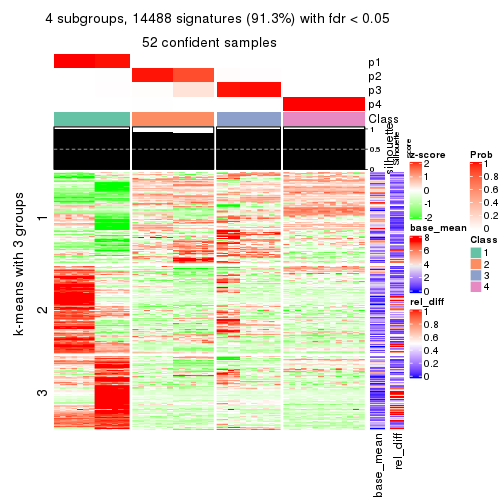 4 subgroups, 14488 signatures (91.3%) with fdr < 0.05
52 confident samples
p1
p2
p3
p4
Class
1
0.5
0
silhouette
Silhouette
score
k-means with 3 groups
1
2
3
base_mean
rel_diff
z-score
2
1
0
-1
-2
base_mean
8
6
4
2
0
rel_diff
1
0.8
0.6
0.4
0.2
0
Prob
1
0.8
0.6
0.4
0.2
0
Class
1
2
3
4